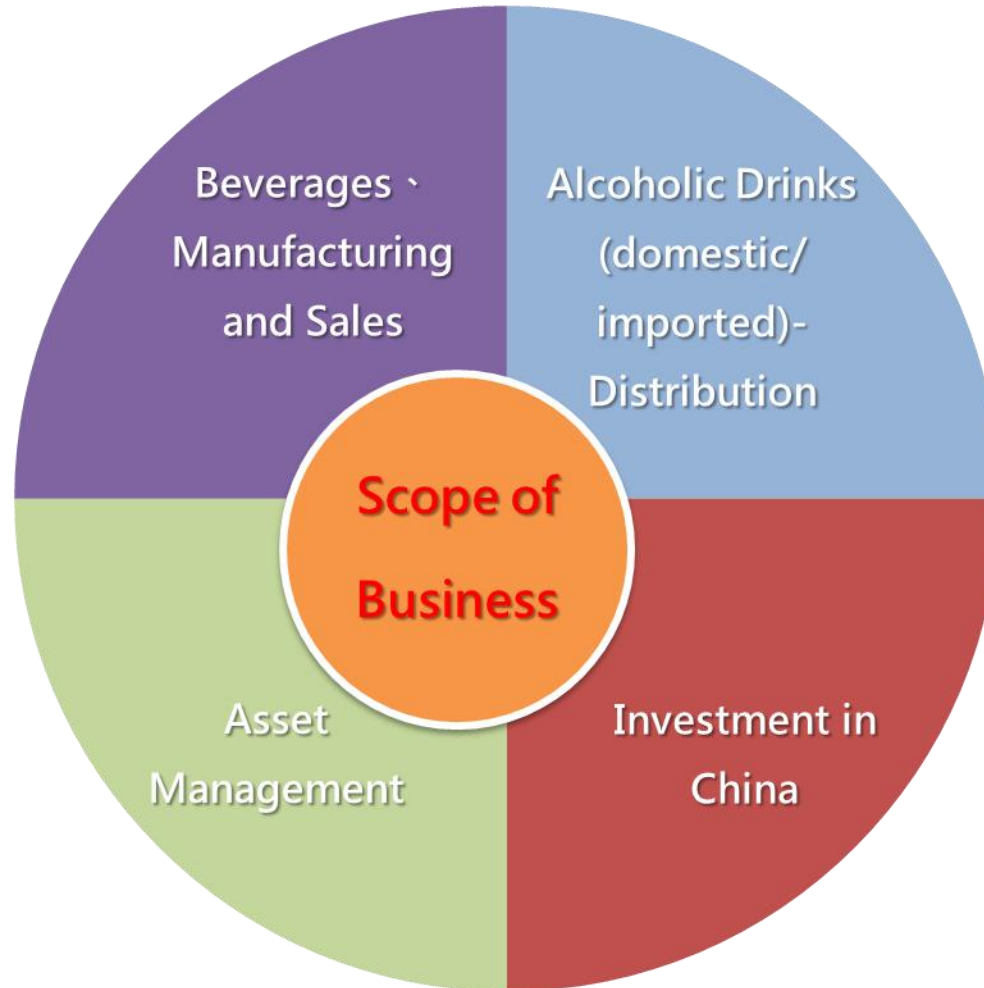 Beverages、
Manufacturing
and Sales
Alcoholic Drinks
(domestic/
imported)-
Distribution
Scope of
Business
Asset
Management
Investment in
China